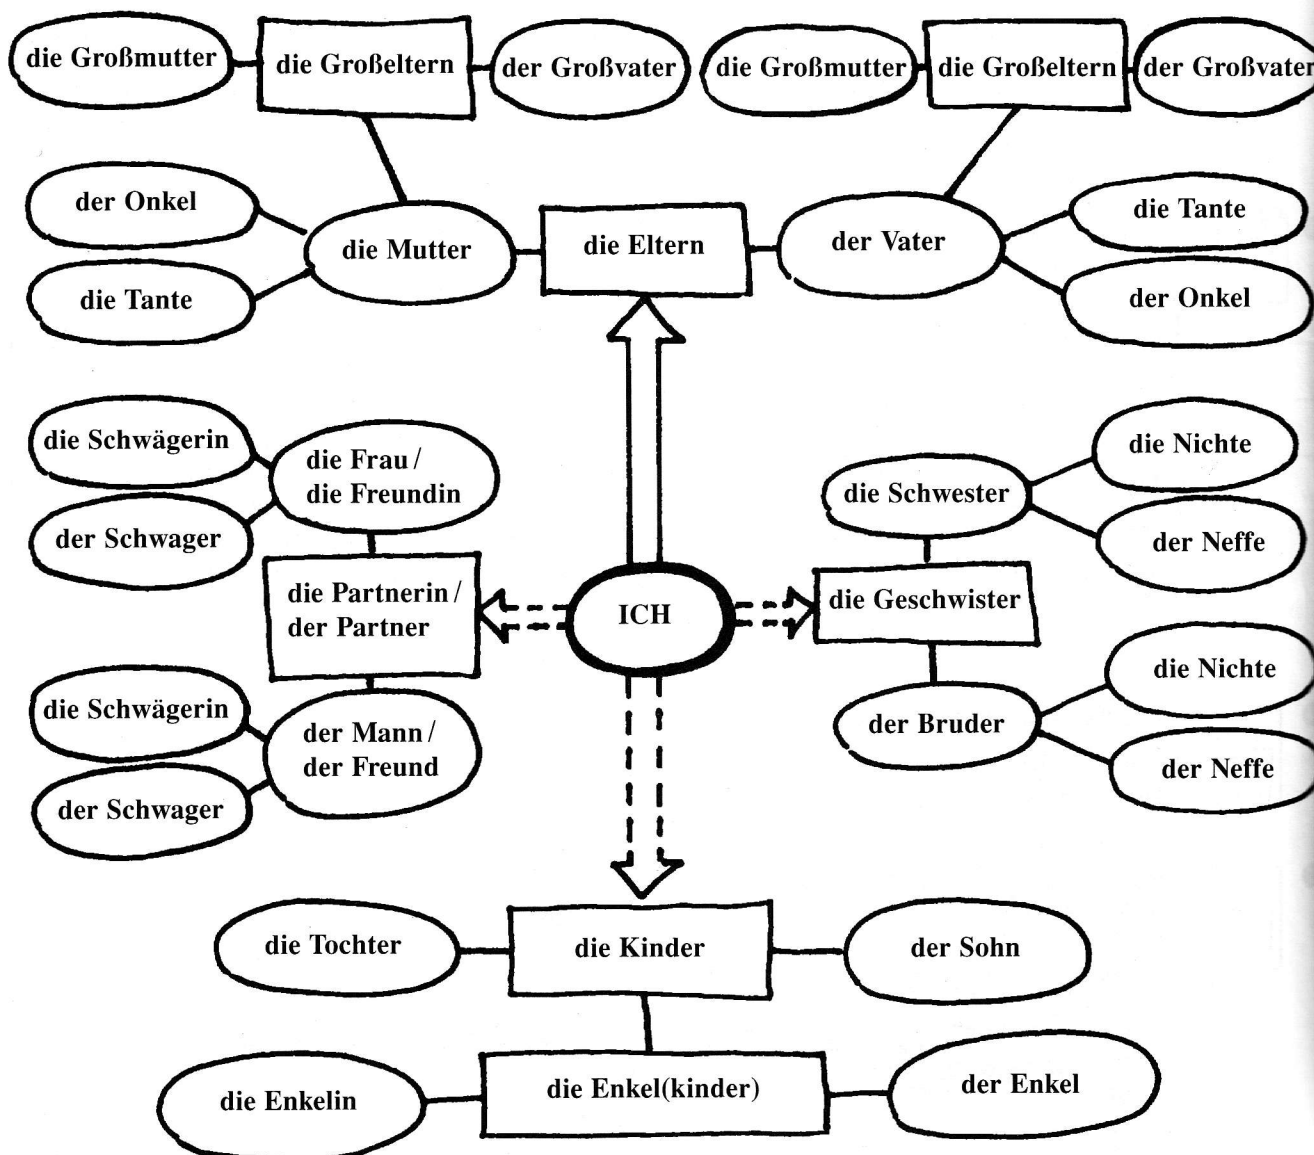 die Großmutter
die Großeltern
der Großvater
die Großmutter
die Großeltern
der Großvater
der Onkel
die Tante
die Mutter
die Eltern
der Vater
die Tante
der Onkel
die Schwägerin
der Schwager
die Frau /
die Freundin
die Partnerin /
der Partner
die Schwägerin
der Schwager
der Mann /
der Freund
ICH
die Schwester
die Nichte
der Neffe
die Geschwister
der Bruder
die Nichte
der Neffe
die Tochter
die Kinder
der Sohn
die Enkelin
die Enkel(kinder)
der Enkel